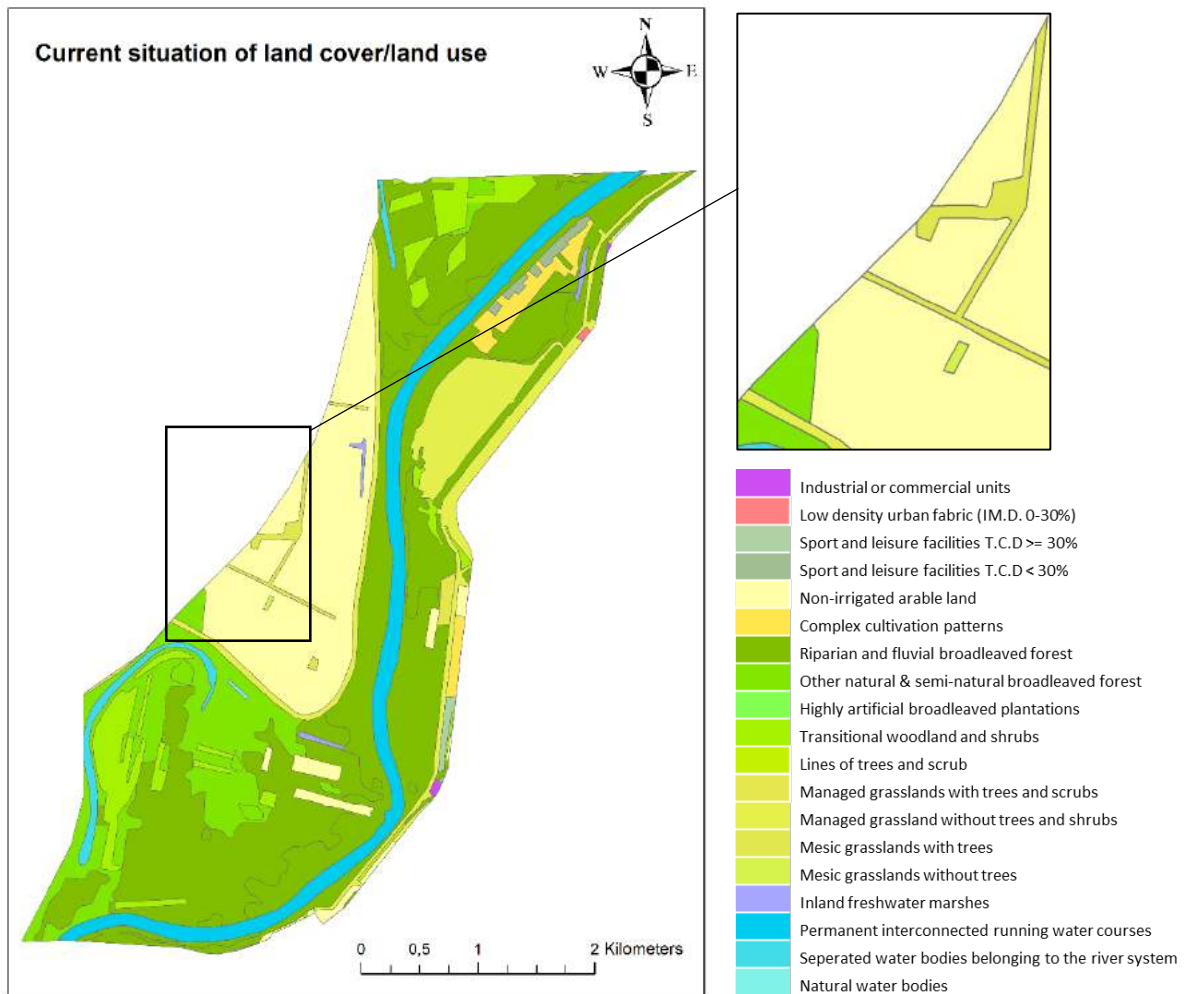 Current situation of land cover/land use
N
W E
S
0 0,5 1 2 Kilometers
Industrial or commercial units
Low density urban fabric (IM.D. 0-30%)
Sport and leisure facilities T.C.D >= 30%
Sport and leisure facilities T.C.D < 30%
Non-irrigated arable land
Complex cultivation patterns
Riparian and fluvial broadleaved forest
Other natural & semi-natural broadleaved forest
Highly artificial broadleaved plantations
Transitional woodland and shrubs
Lines of trees and scrub
Managed grasslands with trees and scrubs
Managed grassland without trees and shrubs
Mesic grasslands with trees
Mesic grasslands without trees
Inland freshwater marshes
Permanent interconnected running water courses
Seperated water bodies belonging to the river system
Natural water bodies